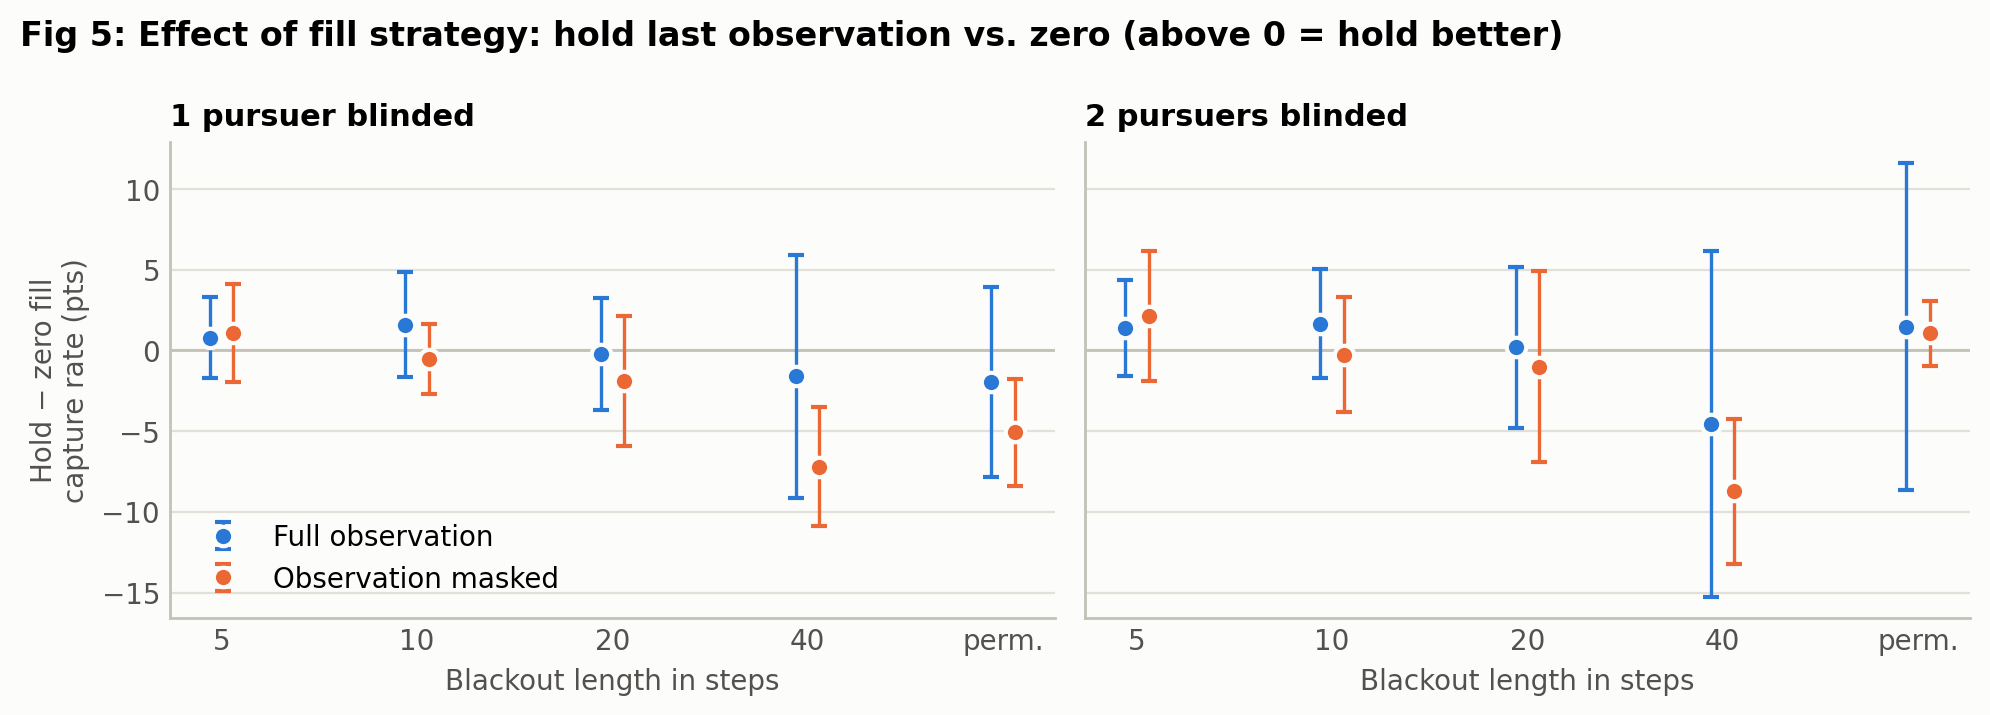 Fig 5: Effect of fill strategy: hold last observation vs. zero (above 0 = hold better)
1 pursuer blinded
2 pursuers blinded
Hold − zero fill
capture rate (pts)
10
5
0
−5
−10
−15
Full observation
Observation masked
5 10 20 40 perm.
5 10 20 40 perm.
Blackout length in steps
Blackout length in steps